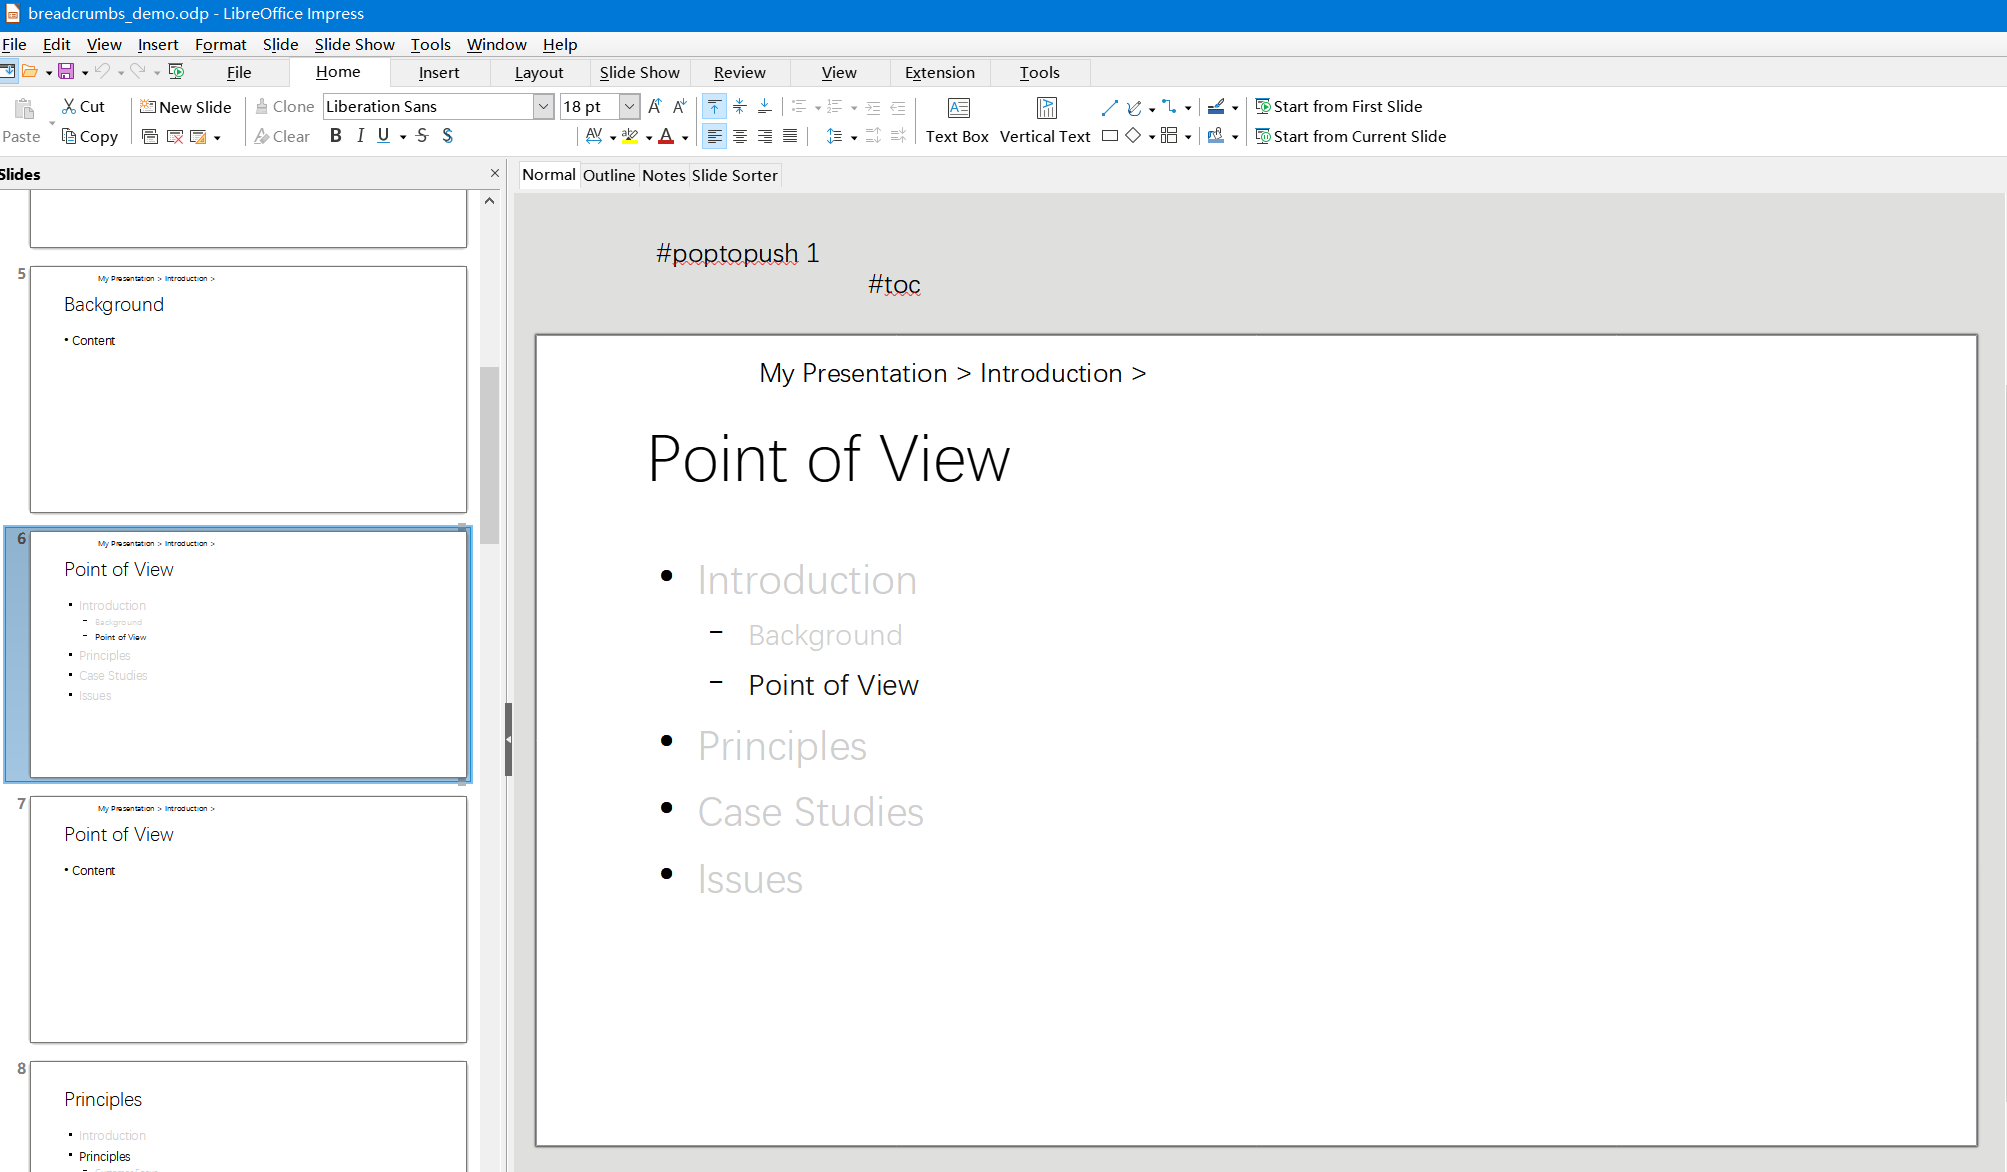 breadcrumbs_demo.odp - LibreOffice Impress
File Edit View Insert Format Slide Slide Show Tools Window Help
File Home Insert Layout Slide Show Review View Extension Tools
Paste Cut Copy
New Slide
Clone Clear
Liberation Sans 18 pt
Text Box Vertical Text
Start from First Slide
Start from Current Slide
Slides
Normal Outline Notes Slide Sorter
5
My Presentation > Introduction >
Background
• Content
6
My Presentation > Introduction >
Point of View
• Introduction
– Background
– Point of View
• Principles
• Case Studies
• Issues
7
My Presentation > Introduction >
Point of View
• Content
8
Principles
• Introduction
• Principles
#poptopush 1
#toc
My Presentation > Introduction >
Point of View
• Introduction
– Background
– Point of View
• Principles
• Case Studies
• Issues